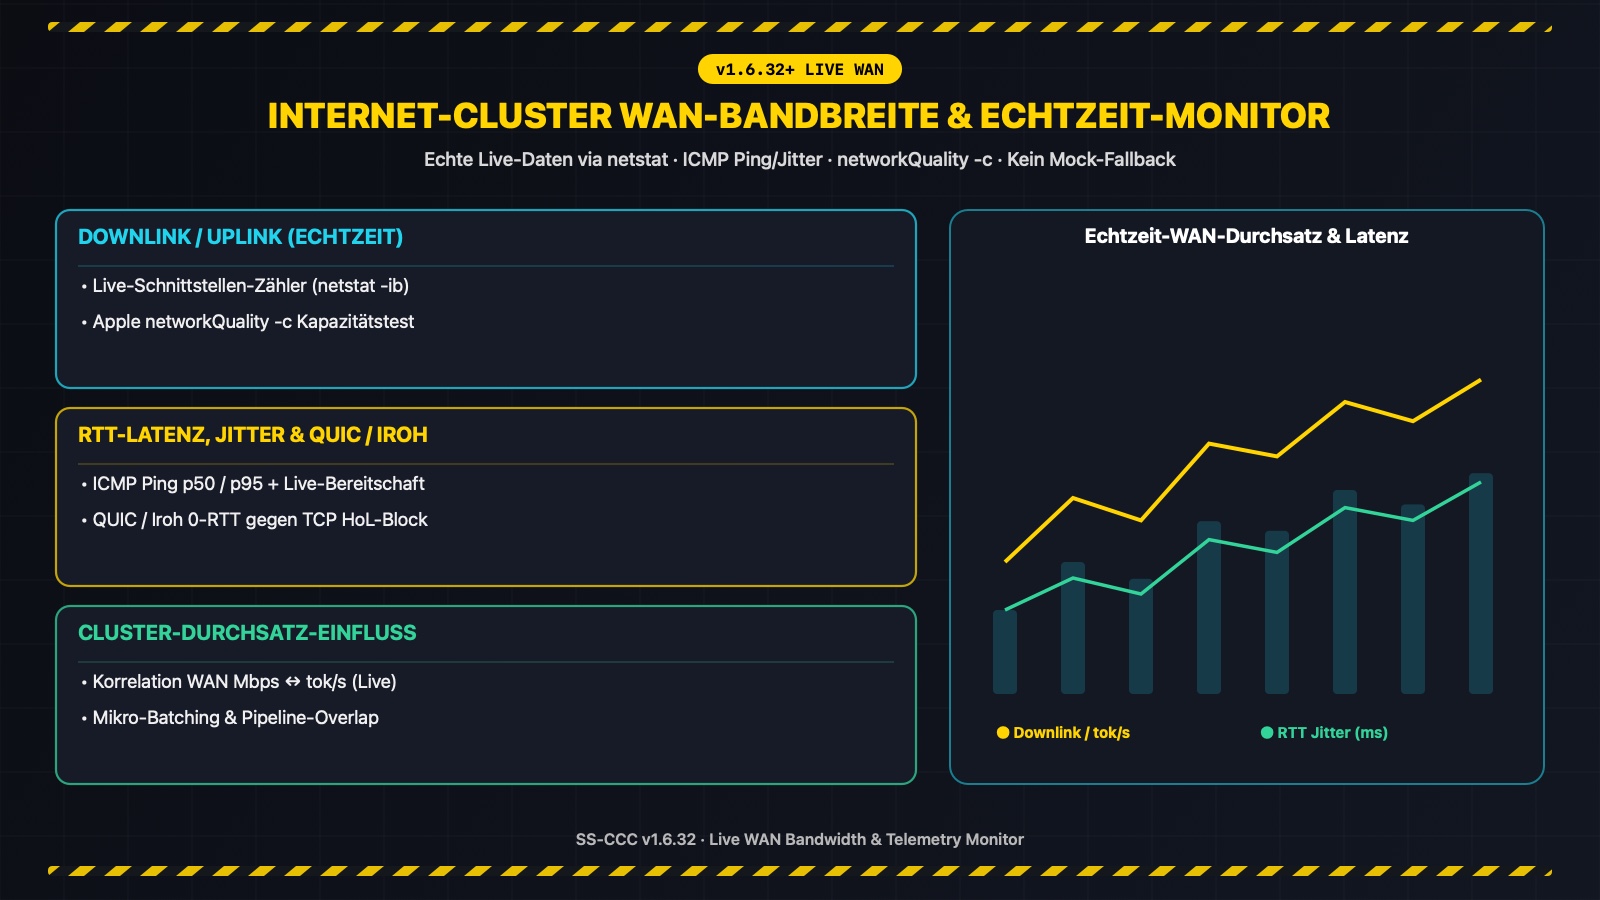 v1.6.32+ LIVE WAN
INTERNET-CLUSTER WAN-BANDBREITE & ECHTZEIT-MONITOR
Echte Live-Daten via netstat · ICMP Ping/Jitter · networkQuality -c · Kein Mock-Fallback
DOWNLINK / UPLINK (ECHTZEIT)
• Live-Schnittstellen-Zähler (netstat -ib)
• Apple networkQuality -c Kapazitätstest
RTT-LATENZ, JITTER & QUIC / IROH
• ICMP Ping p50 / p95 + Live-Bereitschaft
• QUIC / Iroh 0-RTT gegen TCP HoL-Block
CLUSTER-DURCHSATZ-EINFLUSS
• Korrelation WAN Mbps ↔ tok/s (Live)
• Mikro-Batching & Pipeline-Overlap
Echtzeit-WAN-Durchsatz & Latenz
Downlink / tok/s
RTT Jitter (ms)
SS-CCC v1.6.32 · Live WAN Bandwidth & Telemetry Monitor